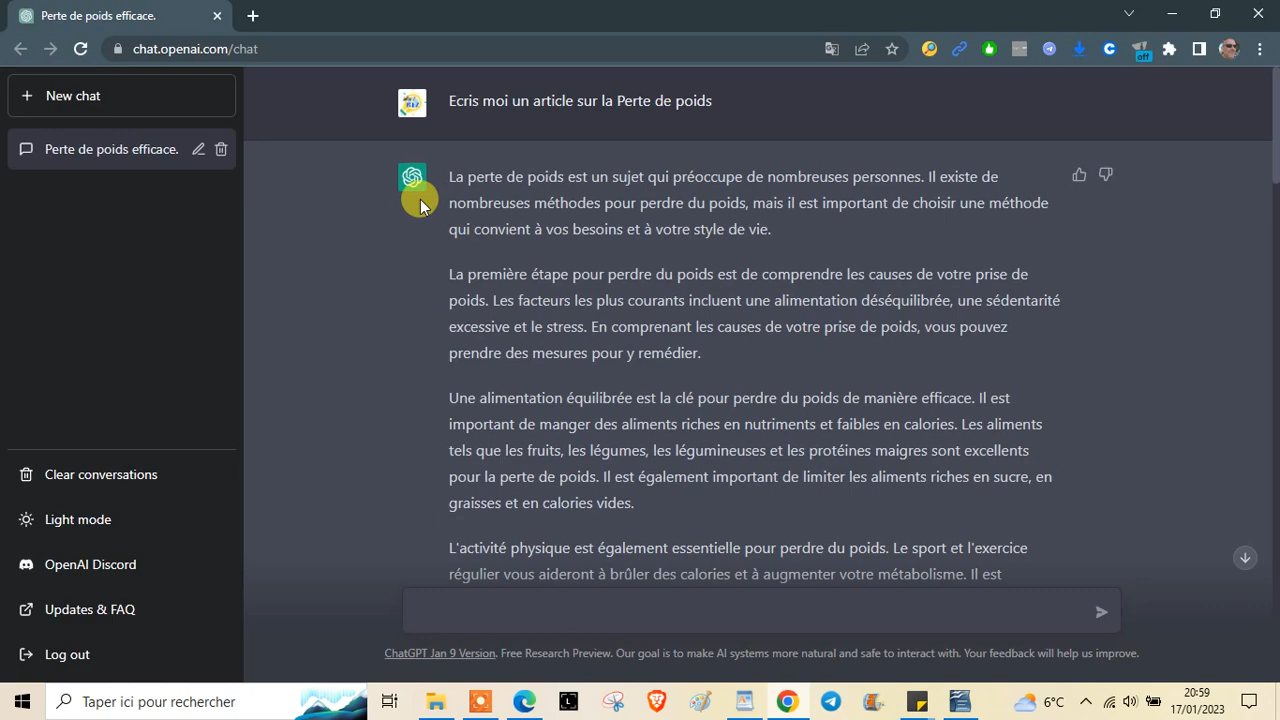 Perte de poids efficace.
chat.openai.com/chat
off
New chat
Perte de poids efficace.
Clear conversations
Light mode
OpenAI Discord
Updates & FAQ
Log out
Ecris moi un article sur la Perte de poids
La perte de poids est un sujet qui préoccupe de nombreuses personnes. Il existe de
nombreuses méthodes pour perdre du poids, mais il est important de choisir une méthode
qui convient à vos besoins et à votre style de vie.
La première étape pour perdre du poids est de comprendre les causes de votre prise de
poids. Les facteurs les plus courants incluent une alimentation déséquilibrée, une sédentarité
excessive et le stress. En comprenant les causes de votre prise de poids, vous pouvez
prendre des mesures pour y remédier.
Une alimentation équilibrée est la clé pour perdre du poids de manière efficace. Il est
important de manger des aliments riches en nutriments et faibles en calories. Les aliments
tels que les fruits, les légumes, les légumineuses et les protéines maigres sont excellents
pour la perte de poids. Il est également important de limiter les aliments riches en sucre, en
graisses et en calories vides.
L'activité physique est également essentielle pour perdre du poids. Le sport et l'exercice
régulier vous aideront à brûler des calories et à augmenter votre métabolisme. Il est
ChatGPT Jan 9 Version. Free Research Preview. Our goal is to make AI systems more natural and safe to interact with. Your feedback will help us improve.
Taper ici pour rechercher
6°C
20:59
17/01/2023